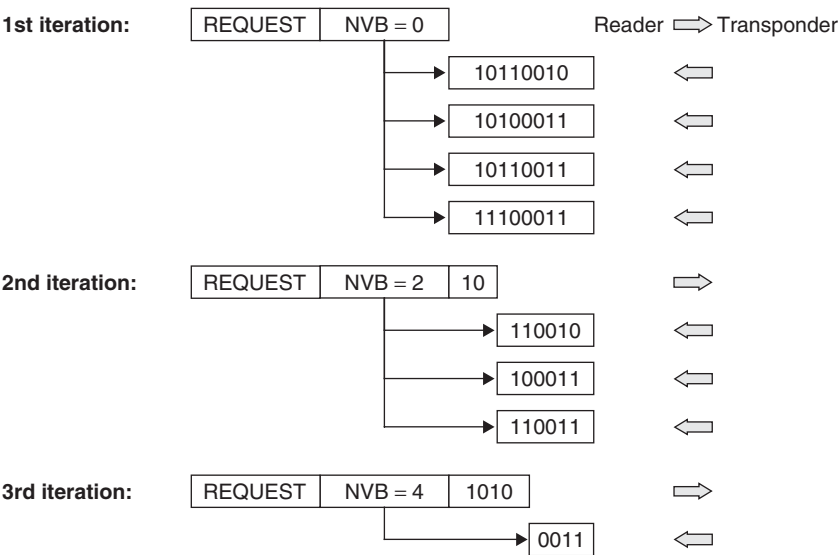 1st iteration: REQUEST NVB = 0 Reader Transponder
10110010
10100011
10110011
11100011
2nd iteration: REQUEST NVB = 2 10
110010
100011
110011
3rd iteration: REQUEST NVB = 4 1010
0011